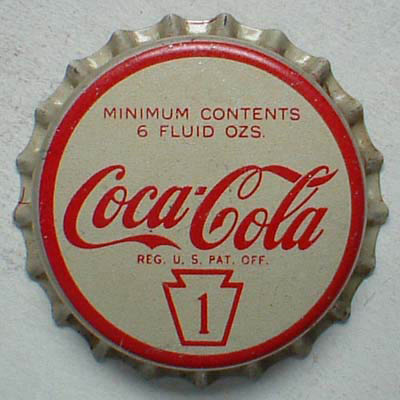 MINIMUM CONTENTS
6 FLUID OZS.
Coca-Cola
REG. U. S. PAT. OFF.
1